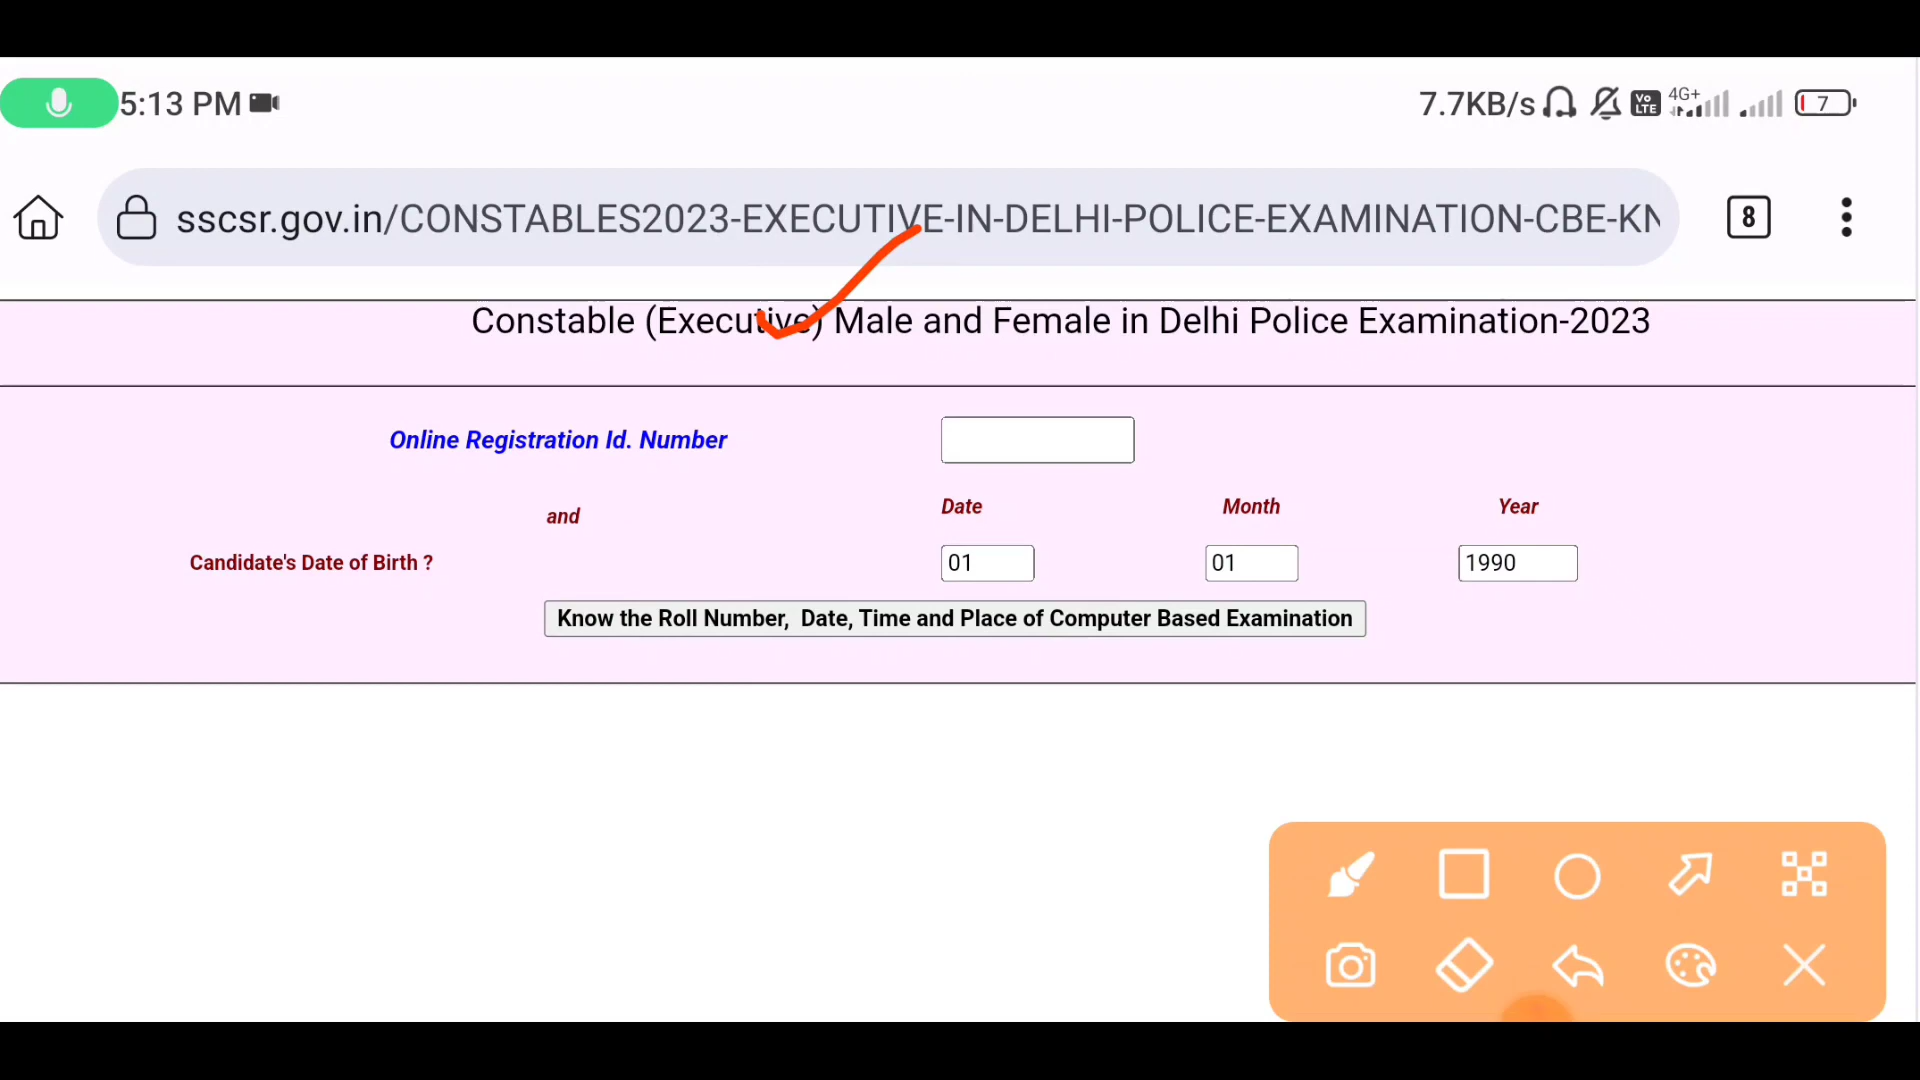 5:13 PM
7.7KB/s Vo LTE 4G+ 7
sscsr.gov.in/CONSTABLES2023-EXECUTIVE-IN-DELHI-POLICE-EXAMINATION-CBE-KN
8
Constable (Executive) Male and Female in Delhi Police Examination-2023
Online Registration Id. Number
and
Date Month Year
Candidate's Date of Birth ? 01 01 1990
Know the Roll Number, Date, Time and Place of Computer Based Examination